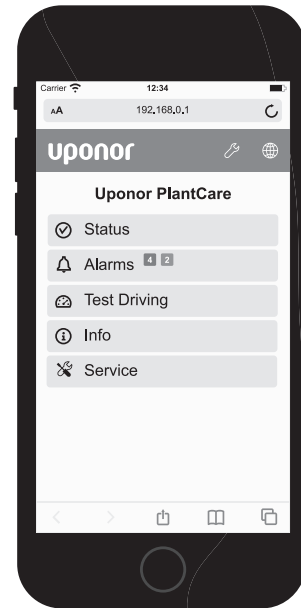 Carrier 12:34
AA 192.168.0.1
uponor
Uponor PlantCare
Status
Alarms 4 2
Test Driving
Info
Service